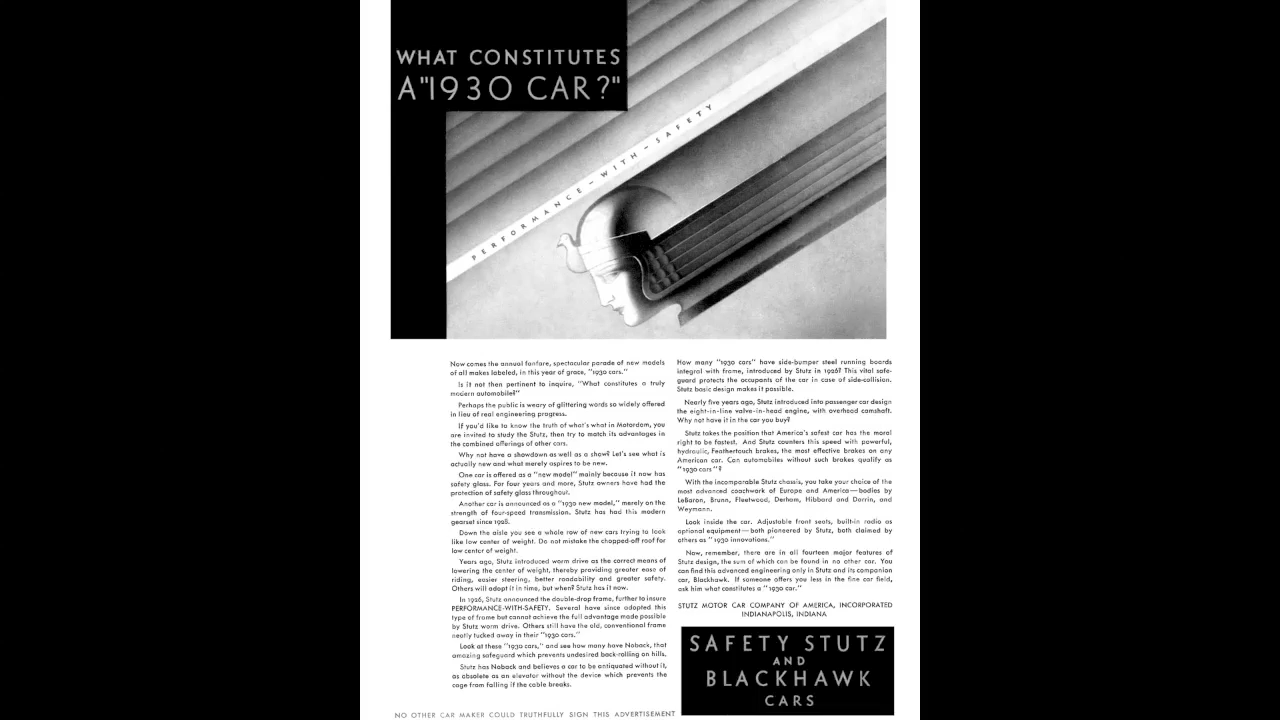 WHAT CONSTITUTES
A "1930 CAR?"
PERFORMANCE – WITH – SAFETY
Now comes the annual fanfare, spectacular parade of new models
of all makes labeled, in this year of grace, "1930 cars."
Is it not then pertinent to inquire, "What constitutes a truly
modern automobile?"
Perhaps the public is weary of glittering words so widely offered
in lieu of real engineering progress.
If you'd like to know the truth of what's what in Motordom, you
are invited to study the Stutz, then try to match its advantages in
the combined offerings of other cars.
Why not have a showdown as well as a show? Let's see what is
actually new and what merely aspires to be new.
One car is offered as a "new model" mainly because it now has
safety glass. For four years and more, Stutz owners have had the
protection of safety glass throughout.
Another car is announced as a "1930 new model," merely on the
strength of four-speed transmission. Stutz has had this modern
gearset since 1928.
Down the aisle you see a whole row of new cars trying to look
like low center of weight. Do not mistake the chopped-off roof for
low center of weight.
Years ago, Stutz introduced worm drive as the correct means of
lowering the center of weight, thereby providing greater ease of
riding, easier steering, better roadability and greater safety.
Others will adopt it in time, but when? Stutz has it now.
In 1926, Stutz announced the double-drop frame, further to insure
PERFORMANCE-WITH-SAFETY. Several have since adopted this
type of frame but cannot achieve the full advantage made possible
by Stutz worm drive. Others still have the old, conventional frame
neatly tucked away in their "1930 cars."
Look at these "1930 cars," and see how many have Noback, that
amazing safeguard which prevents undesired back-rolling on hills.
Stutz has Noback and believes a car to be antiquated without it,
as obsolete as an elevator without the device which prevents the
cage from falling if the cable breaks.
How many "1930 cars" have side-bumper steel running boards
integral with frame, introduced by Stutz in 1926? This vital safe-
guard protects the occupants of the car in case of side-collision.
Stutz basic design makes it possible.
Nearly five years ago, Stutz introduced into passenger car design
the eight-in-line valve-in-head engine, with overhead camshaft.
Why not have it in the car you buy?
Stutz takes the position that America's safest car has the moral
right to be fastest. And Stutz counters this speed with powerful,
hydraulic, Feathertouch brakes, the most effective brakes on any
American car. Can automobiles without such brakes qualify as
"1930 cars"?
With the incomparable Stutz chassis, you take your choice of the
most advanced coachwork of Europe and America—bodies by
LeBaron, Brunn, Fleetwood, Derham, Hibbard and Darrin, and
Weymann.
Look inside the car. Adjustable front seats, built-in radio as
optional equipment—both pioneered by Stutz, both claimed by
others as "1930 innovations."
Now, remember, there are in all fourteen major features of
Stutz design, the sum of which can be found in no other car. You
can find this advanced engineering only in Stutz and its companion
car, Blackhawk. If someone offers you less in the fine car field,
ask him what constitutes a "1930 car."
STUTZ MOTOR CAR COMPANY OF AMERICA, INCORPORATED
INDIANAPOLIS, INDIANA
SAFETY STUTZ
AND
BLACKHAWK
CARS
NO OTHER CAR MAKER COULD TRUTHFULLY SIGN THIS ADVERTISEMENT